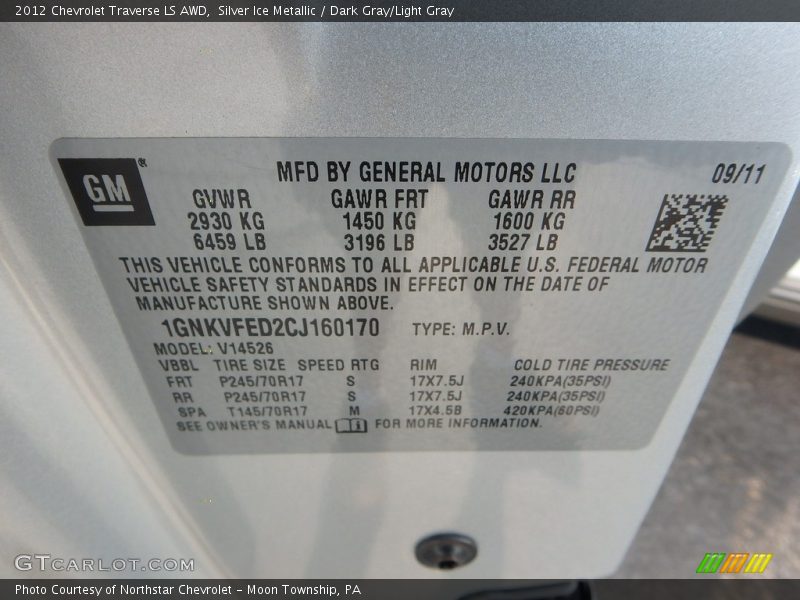 2012 Chevrolet Traverse LS AWD,  Silver Ice Metallic / Dark Gray/Light Gray
GM®
MFD BY GENERAL MOTORS LLC 09/11
GVWR GAWR FRT GAWR RR
2930 KG 1450 KG 1600 KG
6459 LB 3196 LB 3527 LB
THIS VEHICLE CONFORMS TO ALL APPLICABLE U.S. FEDERAL MOTOR
VEHICLE SAFETY STANDARDS IN EFFECT ON THE DATE OF
MANUFACTURE SHOWN ABOVE.
1GNKVFED2CJ160170 TYPE: M.P.V.
MODEL: V14526
VBBL TIRE SIZE SPEED RTG RIM COLD TIRE PRESSURE
FRT P245/70R17 S 17X7.5J 240KPA(35PSI)
RR P245/70R17 S 17X7.5J 240KPA(35PSI)
SPA T145/70R17 M 17X4.5B 420KPA(60PSI)
SEE OWNER'S MANUAL FOR MORE INFORMATION.
GTCARLOT.COM
Photo Courtesy of Northstar Chevrolet - Moon Township, PA